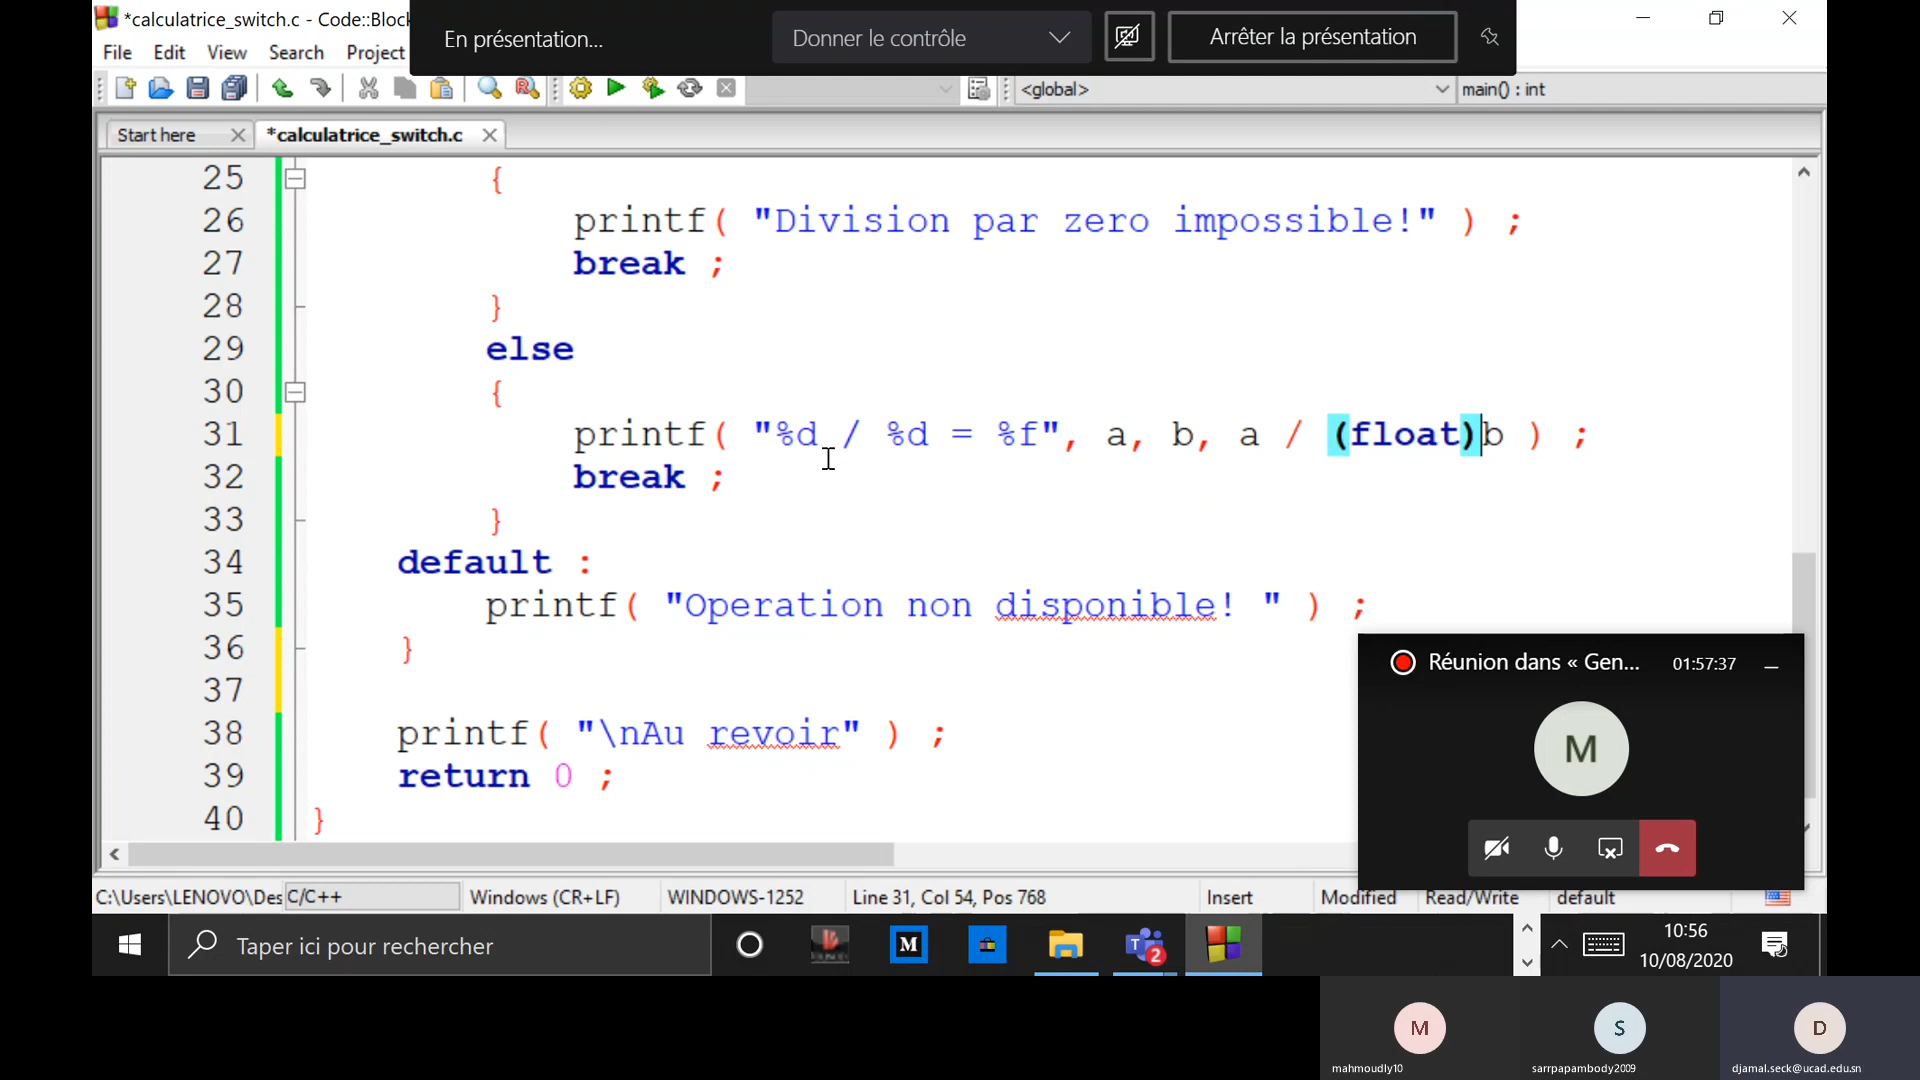 *calculatrice_switch.c - Code::Block
En présentation...
Donner le contrôle
Arrêter la présentation
File Edit View Search Project
<global>
main() : int
Start here
*calculatrice_switch.c
25 {
26 printf( "Division par zero impossible!" ) ;
27 break ;
28 }
29 else
30 {
31 printf( "%d / %d = %f", a, b, a / (float)b ) ;
32 break ;
33 }
34 default :
35 printf( "Operation non disponible! " ) ;
36 }
37
38 printf( "\nAu revoir" ) ;
39 return 0 ;
40 }
Réunion dans « Gen... 01:57:37
M
C:\Users\LENOVO\Des C/C++ Windows (CR+LF) WINDOWS-1252 Line 31, Col 54, Pos 768 Insert Modified Read/Write default
Taper ici pour rechercher
M
T
2
10:56
10/08/2020
M
S
D
mahmoudly10
sarrpapambody2009
djamal.seck@ucad.edu.sn